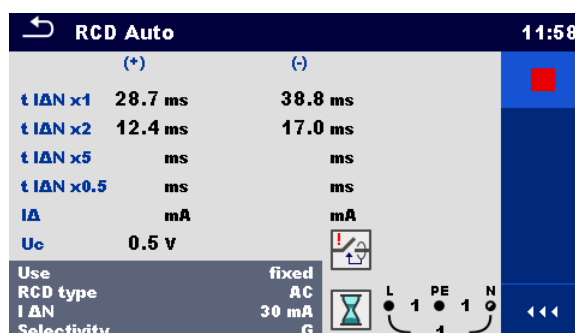 RCD Auto 11:58
(+) (-)
t IΔN x1 28.7 ms 38.8 ms
t IΔN x2 12.4 ms 17.0 ms
t IΔN x5 ms ms
t IΔN x0.5 ms ms
IΔ mA mA
Uc 0.5 V
Use fixed
RCD type AC
I ΔN 30 mA
Selectivity G
L PE N
1 1
1